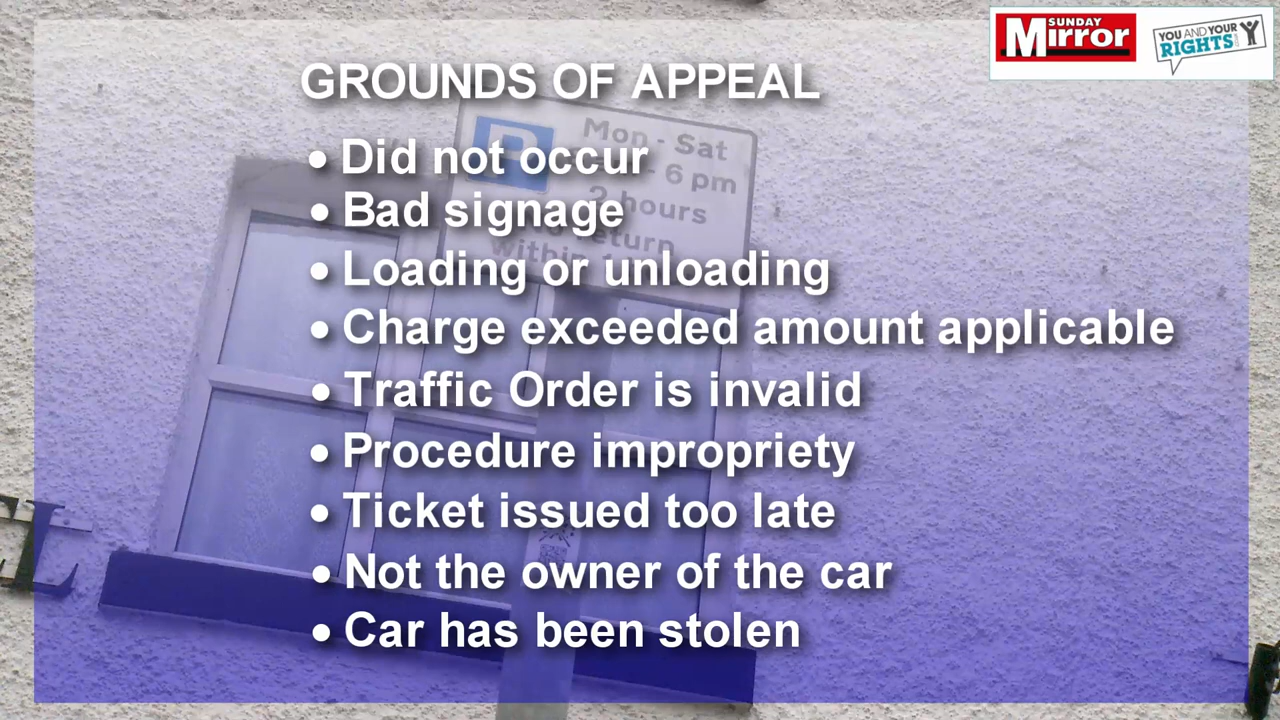 SUNDAY
Mirror
YOU AND YOUR
RIGHTS
GROUNDS OF APPEAL
• Did not occur
• Bad signage
• Loading or unloading
• Charge exceeded amount applicable
• Traffic Order is invalid
• Procedure impropriety
• Ticket issued too late
• Not the owner of the car
• Car has been stolen
P
Mon - Sat
6 pm
2 hours
return
within